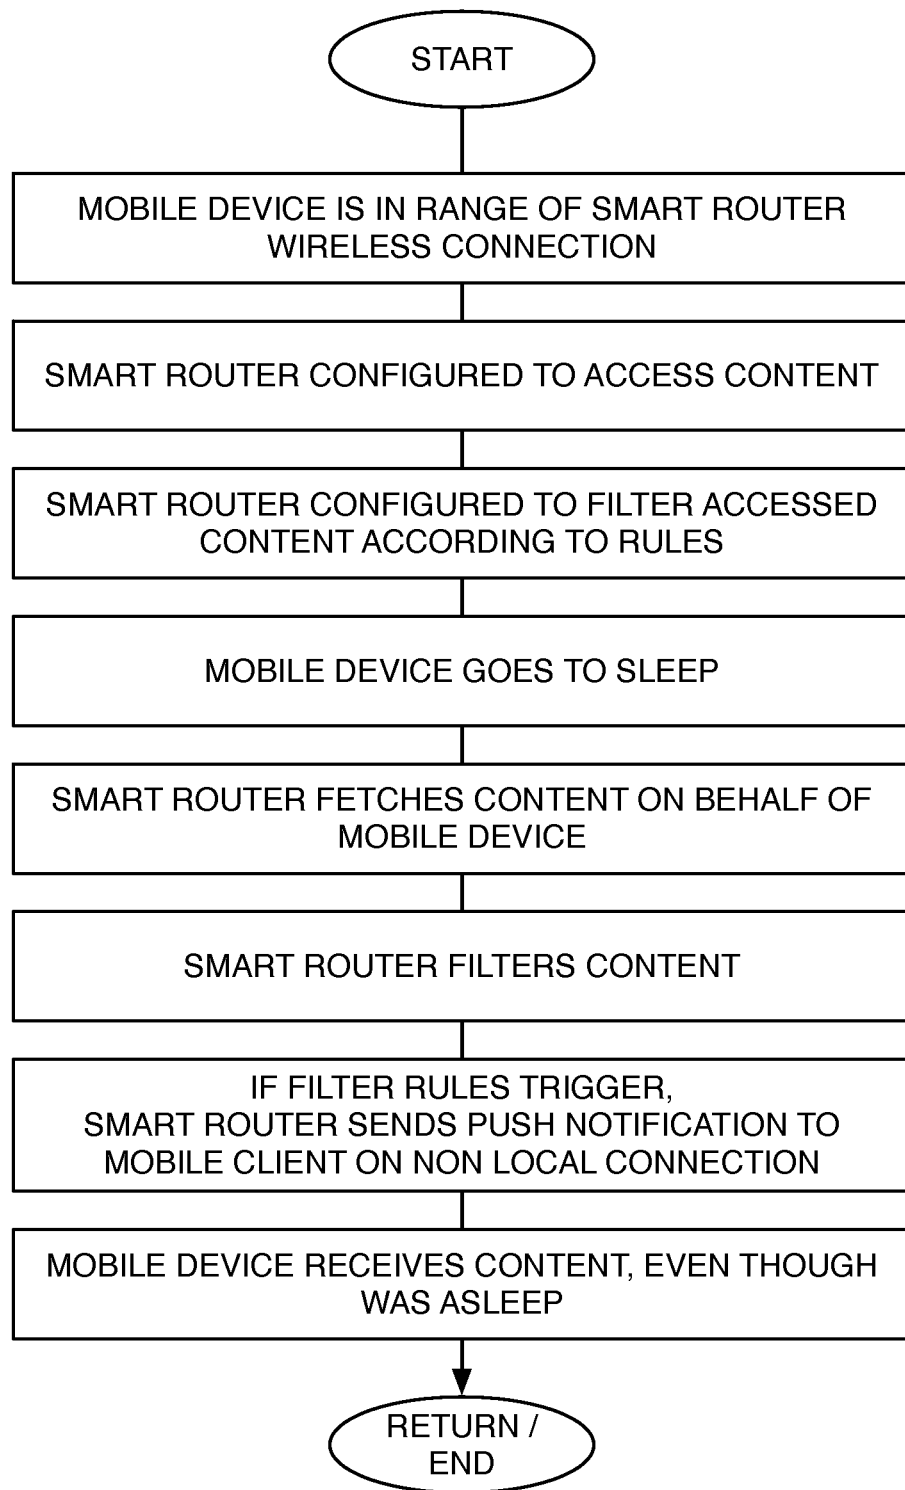 START
MOBILE DEVICE IS IN RANGE OF SMART ROUTER
WIRELESS CONNECTION
SMART ROUTER CONFIGURED TO ACCESS CONTENT
SMART ROUTER CONFIGURED TO FILTER ACCESSED
CONTENT ACCORDING TO RULES
MOBILE DEVICE GOES TO SLEEP
SMART ROUTER FETCHES CONTENT ON BEHALF OF
MOBILE DEVICE
SMART ROUTER FILTERS CONTENT
IF FILTER RULES TRIGGER,
SMART ROUTER SENDS PUSH NOTIFICATION TO
MOBILE CLIENT ON NON LOCAL CONNECTION
MOBILE DEVICE RECEIVES CONTENT, EVEN THOUGH
WAS ASLEEP
RETURN /
END